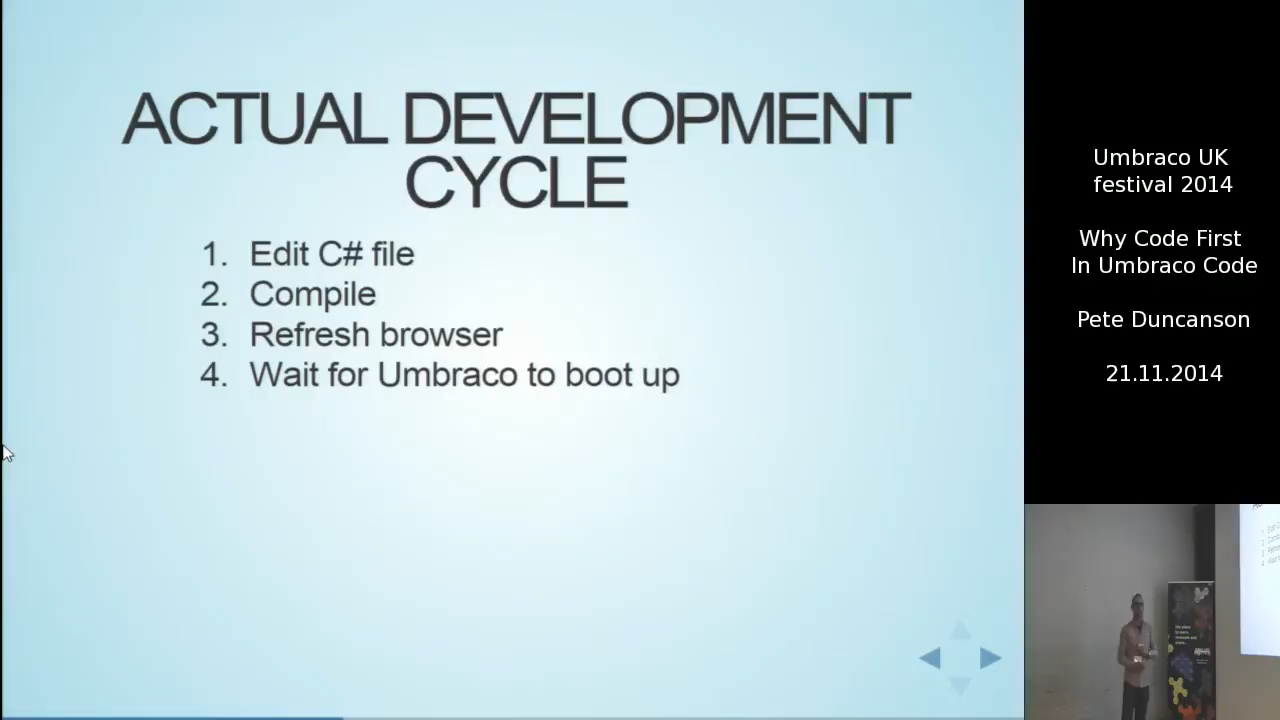 ACTUAL DEVELOPMENT
CYCLE
1. Edit C# file
2. Compile
3. Refresh browser
4. Wait for Umbraco to boot up
Umbraco UK
festival 2014
Why Code First
In Umbraco Code
Pete Duncanson
21.11.2014